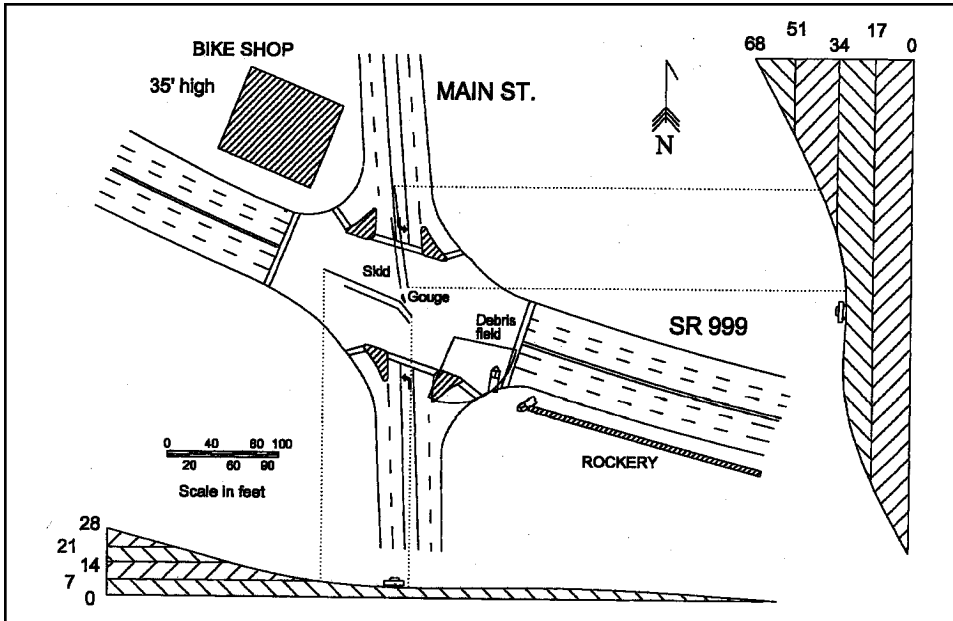 BIKE SHOP
35' high
MAIN ST.
N
68 51 34 17 0
Skid
Gouge
Debris
field
SR 999
ROCKERY
0 40 80 100
20 60 90
Scale in feet
28
21
14
7
0